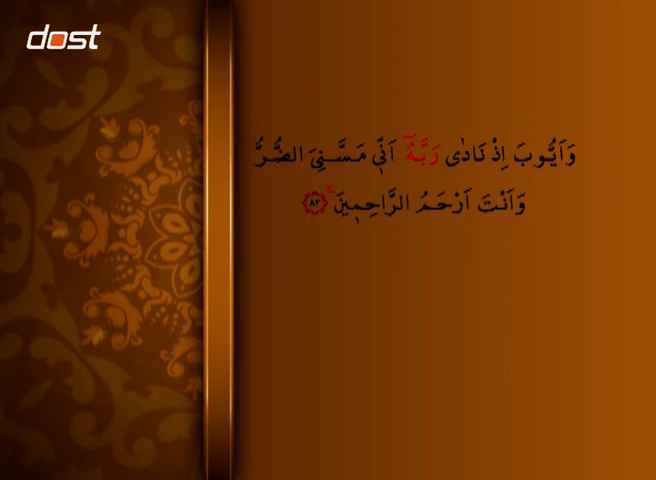 dost
وَاَيُّوبَ اِذْ نَادٰى رَبَّهُٓ اَنّ۪ي مَسَّنِيَ الضُّرُّ
وَاَنْتَ اَرْحَمُ الرَّاحِم۪ينَۚ ﴿٨٣﴾